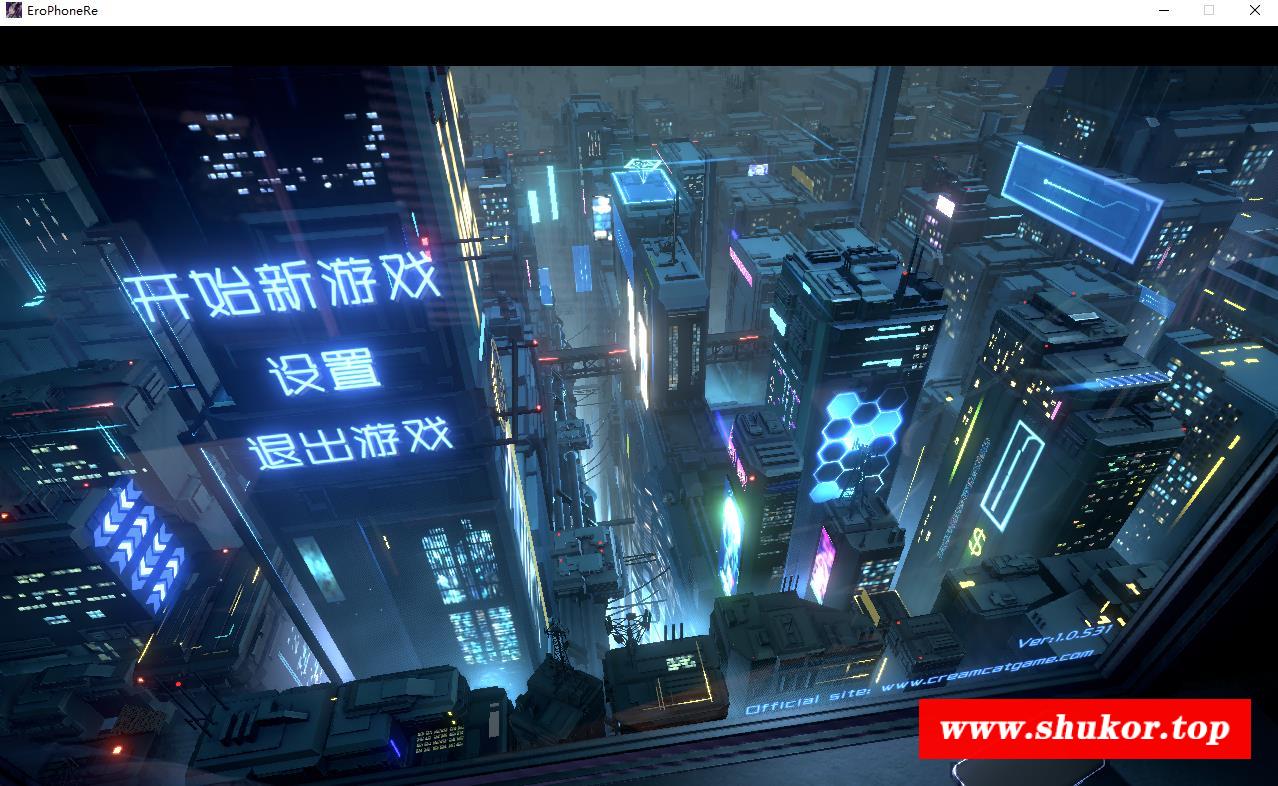 EroPhoneRe
开始新游戏
设置
退出游戏
$
Ver:1.0.531
Official site: www.creamcatgame.com
www.shukor.top